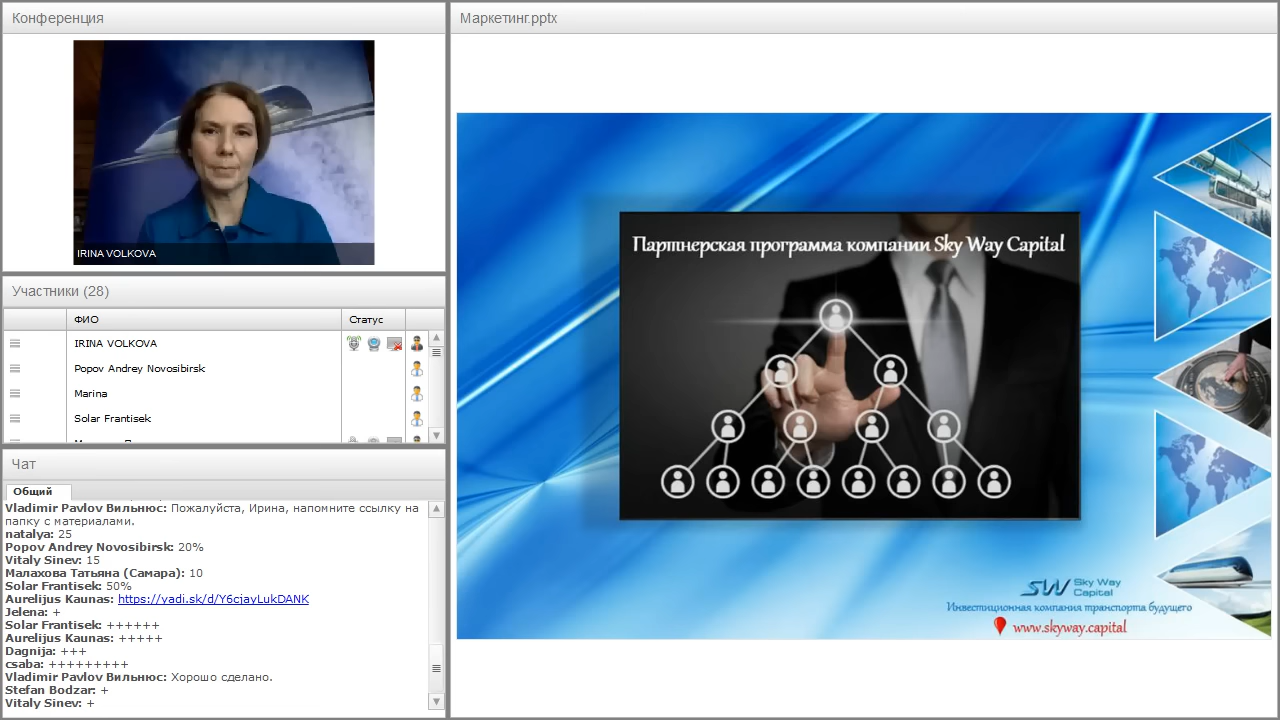 Конференция
IRINA VOLKOVA
Участники (28)
ФИО
Статус
IRINA VOLKOVA
Popov Andrey Novosibirsk
Marina
Solar Frantisek
Чат
Общий
Vladimir Pavlov Вильнюс: Пожалуйста, Ирина, напомните ссылку на
папку с материалами.
natalya: 25
Popov Andrey Novosibirsk: 20%
Vitaly Sinev: 15
Малахова Татьяна (Самара): 10
Solar Frantisek: 50%
Aurelijus Kaunas: https://yadi.sk/d/Y6cjayLukDANK
Jelena: +
Solar Frantisek: ++++++
Aurelijus Kaunas: +++++
Dagnija: +++
csaba: +++++++++
Vladimir Pavlov Вильнюс: Хорошо сделано.
Stefan Bodzar: +
Vitaly Sinev: +
Маркетинг.pptx
Партнерская программа компании Sky Way Capital
SW Sky Way
Capital
Инвестиционная компания транспорта будущего
www.skyway.capital